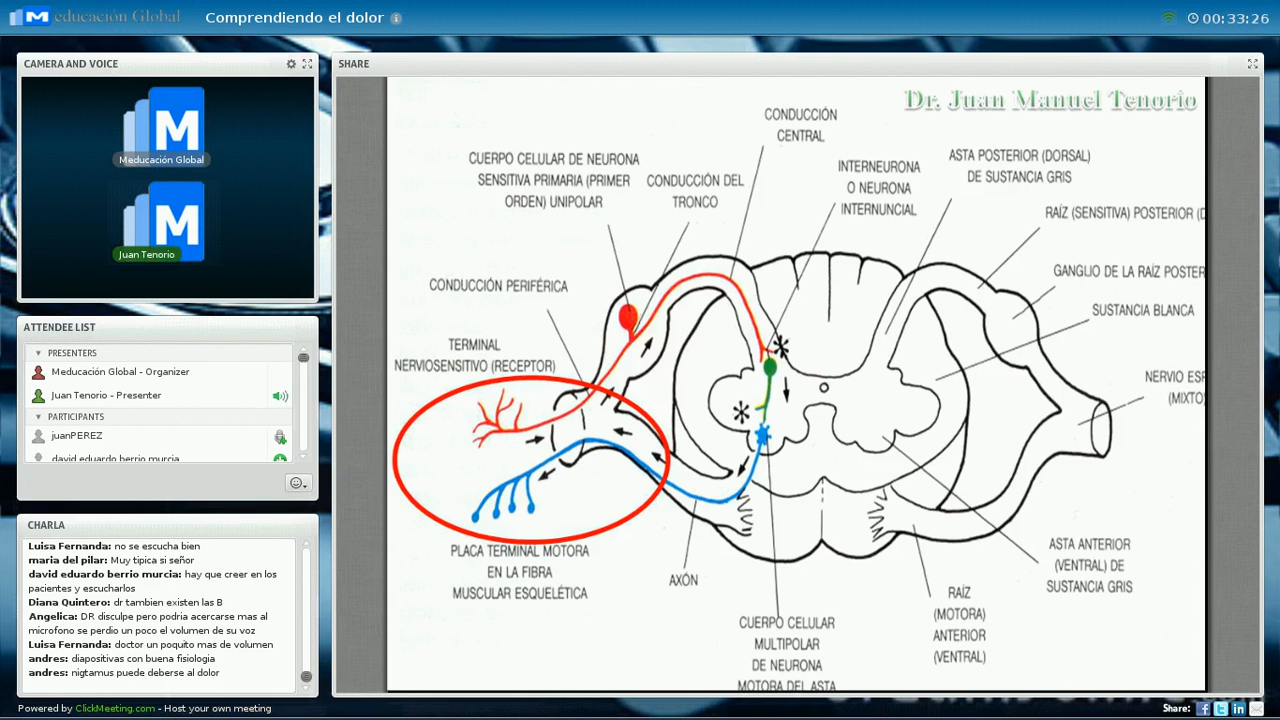 M educación Global
Comprendiendo el dolor
00:33:26
CAMERA AND VOICE
M
Meducación Global
M
Juan Tenorio
ATTENDEE LIST
PRESENTERS
Meducación Global - Organizer
Juan Tenorio - Presenter
PARTICIPANTS
juanPEREZ
david eduardo berrio murcia
CHARLA
Luisa Fernanda: no se escucha bien
maria del pilar: Muy tipica si señor
david eduardo berrio murcia: hay que creer en los
pacientes y escucharlos
Diana Quintero: dr tambien existen las B
Angelica: DR disculpe pero podria acercarse mas al
microfono se perdio un poco el volumen de su voz
Luisa Fernanda: doctor un poquito mas de volumen
andres: diapositivas con buena fisiologia
andres: nigtamus puede deberse al dolor
SHARE
Dr. Juan Manuel Tenorio
CONDUCCIÓN
CENTRAL
CUERPO CELULAR DE NEURONA
SENSITIVA PRIMARIA (PRIMER
ORDEN) UNIPOLAR
CONDUCCIÓN DEL
TRONCO
INTERNEURONA
O NEURONA
INTERNUNCIAL
ASTA POSTERIOR (DORSAL)
DE SUSTANCIA GRIS
RAÍZ (SENSITIVA) POSTERIOR (D
GANGLIO DE LA RAÍZ POSTER
SUSTANCIA BLANCA
NERVIO ESP
(MIXTO)
CONDUCCIÓN PERIFÉRICA
TERMINAL
NERVIOSENSITIVO (RECEPTOR)
PLACA TERMINAL MOTORA
EN LA FIBRA
MUSCULAR ESQUELÉTICA
AXÓN
CUERPO CELULAR
MULTIPOLAR
DE NEURONA
MOTORA DEL ASTA
RAÍZ
(MOTORA)
ANTERIOR
(VENTRAL)
ASTA ANTERIOR
(VENTRAL) DE
SUSTANCIA GRIS
Powered by ClickMeeting.com - Host your own meeting
Share: